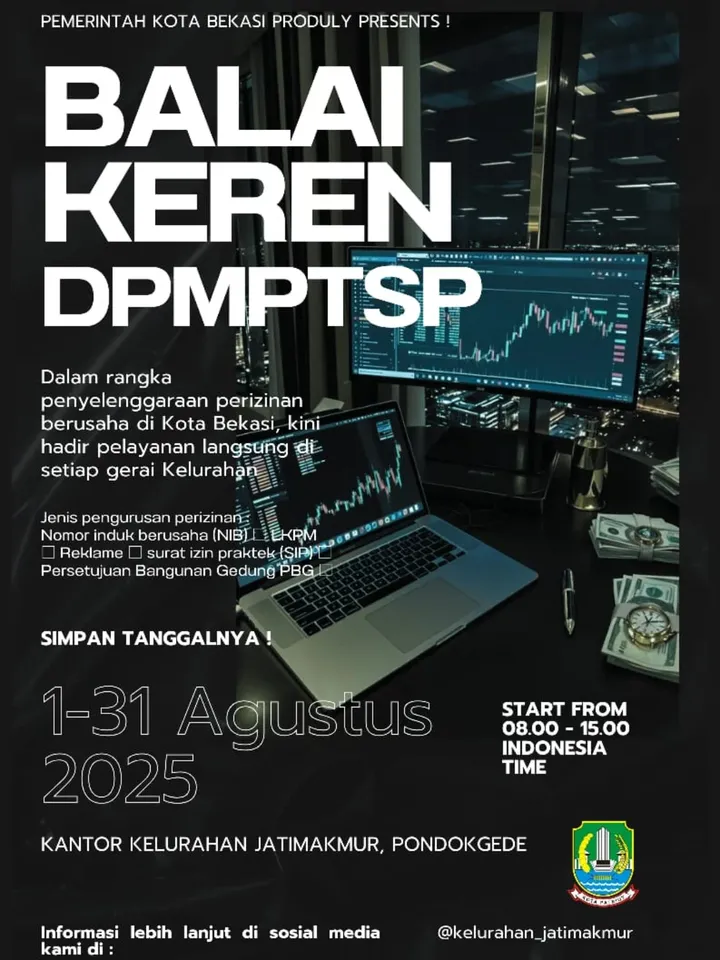 PEMERINTAH KOTA BEKASI PRODULY PRESENTS !
BALAI
KEREN
DPMPTSP
Dalam rangka
penyelenggaraan perizinan
berusaha di Kota Bekasi, kini
hadir pelayanan langsung di
setiap gerai Kelurahan
Jenis pengurusan perizinan :
Nomor induk berusaha (NIB) □ LKPM
□ Reklame □ surat izin praktek (SIP) □
Persetujuan Bangunan Gedung PBG □
SIMPAN TANGGALNYA !
1-31 Agustus
2025
START FROM
08.00 - 15.00
INDONESIA
TIME
KANTOR KELURAHAN JATIMAKMUR, PONDOKGEDE
Informasi lebih lanjut di sosial media
kami di :
@kelurahan_jatimakmur